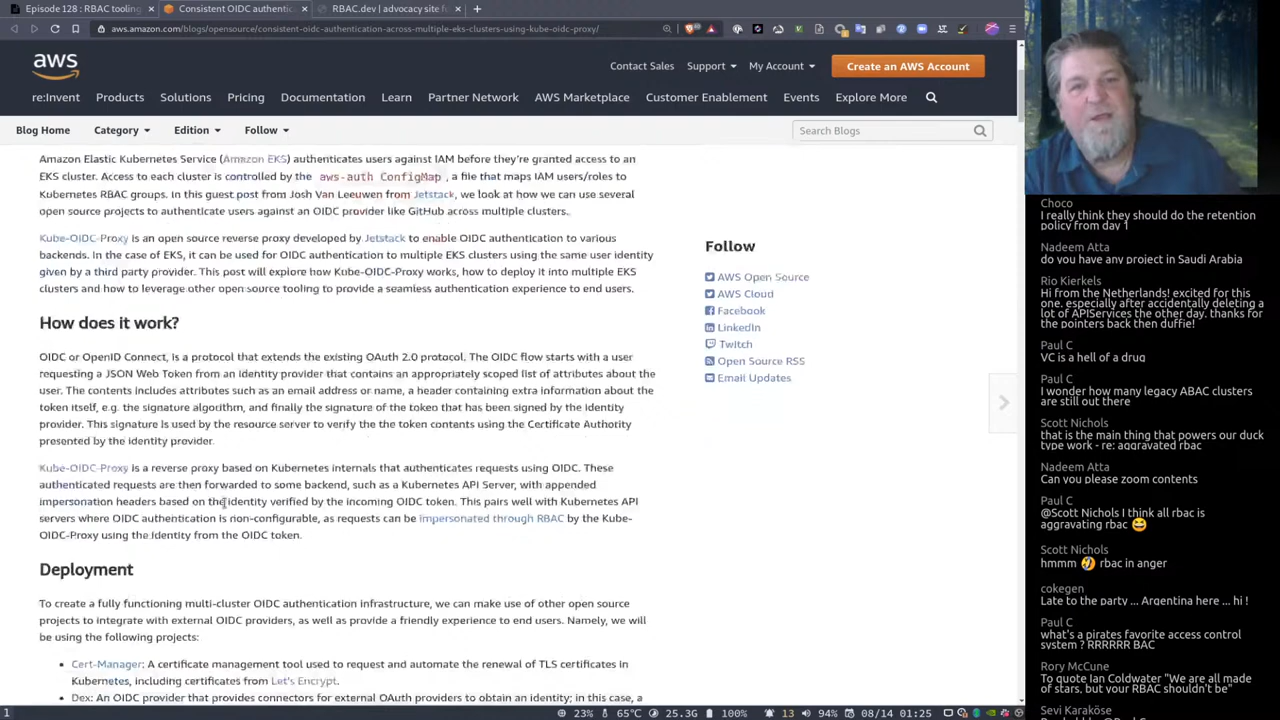 Episode 128 : RBAC tooling
Consistent OIDC authentic
RBAC.dev | advocacy site f
aws.amazon.com/blogs/opensource/consistent-oidc-authentication-across-multiple-eks-clusters-using-kube-oidc-proxy/
aws
Contact Sales Support My Account Create an AWS Account
re:Invent Products Solutions Pricing Documentation Learn Partner Network AWS Marketplace Customer Enablement Events Explore More
Blog Home Category Edition Follow Search Blogs
Amazon Elastic Kubernetes Service (Amazon EKS) authenticates users against IAM before they're granted access to an
EKS cluster. Access to each cluster is controlled by the aws-auth ConfigMap, a file that maps IAM users/roles to
Kubernetes RBAC groups. In this guest post from Josh Van Leeuwen from Jetstack, we look at how we can use several
open source projects to authenticate users against an OIDC provider like GitHub across multiple clusters.
Kube-OIDC-Proxy is an open source reverse proxy developed by Jetstack to enable OIDC authentication to various
backends. In the case of EKS, it can be used for OIDC authentication to multiple EKS clusters using the same user identity
given by a third party provider. This post will explore how Kube-OIDC-Proxy works, how to deploy it into multiple EKS
clusters and how to leverage other open source tooling to provide a seamless authentication experience to end users.
How does it work?
OIDC or OpenID Connect, is a protocol that extends the existing OAuth 2.0 protocol. The OIDC flow starts with a user
requesting a JSON Web Token from an identity provider that contains an appropriately scoped list of attributes about the
user. The contents includes attributes such as an email address or name, a header containing extra information about the
token itself, e.g. the signature algorithm, and finally the signature of the token that has been signed by the identity
provider. This signature is used by the resource server to verify the the token contents using the Certificate Authority
presented by the identity provider.
Kube-OIDC-Proxy is a reverse proxy based on Kubernetes internals that authenticates requests using OIDC. These
authenticated requests are then forwarded to some backend, such as a Kubernetes API Server, with appended
impersonation headers based on the identity verified by the incoming OIDC token. This pairs well with Kubernetes API
servers where OIDC authentication is non-configurable, as requests can be impersonated through RBAC by the Kube-
OIDC-Proxy using the identity from the OIDC token.
Deployment
To create a fully functioning multi-cluster OIDC authentication infrastructure, we can make use of other open source
projects to integrate with external OIDC providers, as well as provide a friendly experience to end users. Namely, we will
be using the following projects:
• Cert-Manager: A certificate management tool used to request and automate the renewal of TLS certificates in
Kubernetes, including certificates from Let's Encrypt.
• Dex: An OIDC provider that provides connectors for external OAuth providers to obtain an identity; in this case, a
Follow
AWS Open Source
AWS Cloud
Facebook
LinkedIn
Twitch
Open Source RSS
Email Updates
Choco
I really think they should do the retention
policy from day 1
Nadeem Atta
do you have any project in Saudi Arabia
Rio Kierkels
Hi from the Netherlands! excited for this
one. especially after accidentally deleting a
lot of APIServices the other day. thanks for
the pointers back then duffie!
Paul C
VC is a hell of a drug
Paul C
I wonder how many legacy ABAC clusters
are still out there
Scott Nichols
that is the main thing that powers our duck
type work - re: aggravated rbac
Nadeem Atta
Can you please zoom contents
Paul C
@Scott Nichols I think all rbac is
aggravating rbac 😅
Scott Nichols
hmmm 🤣 rbac in anger
cokegen
Late to the party ... Argentina here ... hi !
Paul C
what's a pirates favorite access control
system ? RRRRRR BAC
Rory McCune
To quote Ian Coldwater "We are all made
of stars, but your RBAC shouldn't be"
Sevi Karaköse
1 23% 65°C 25.3G 100% 13 94% 08/14 01:25